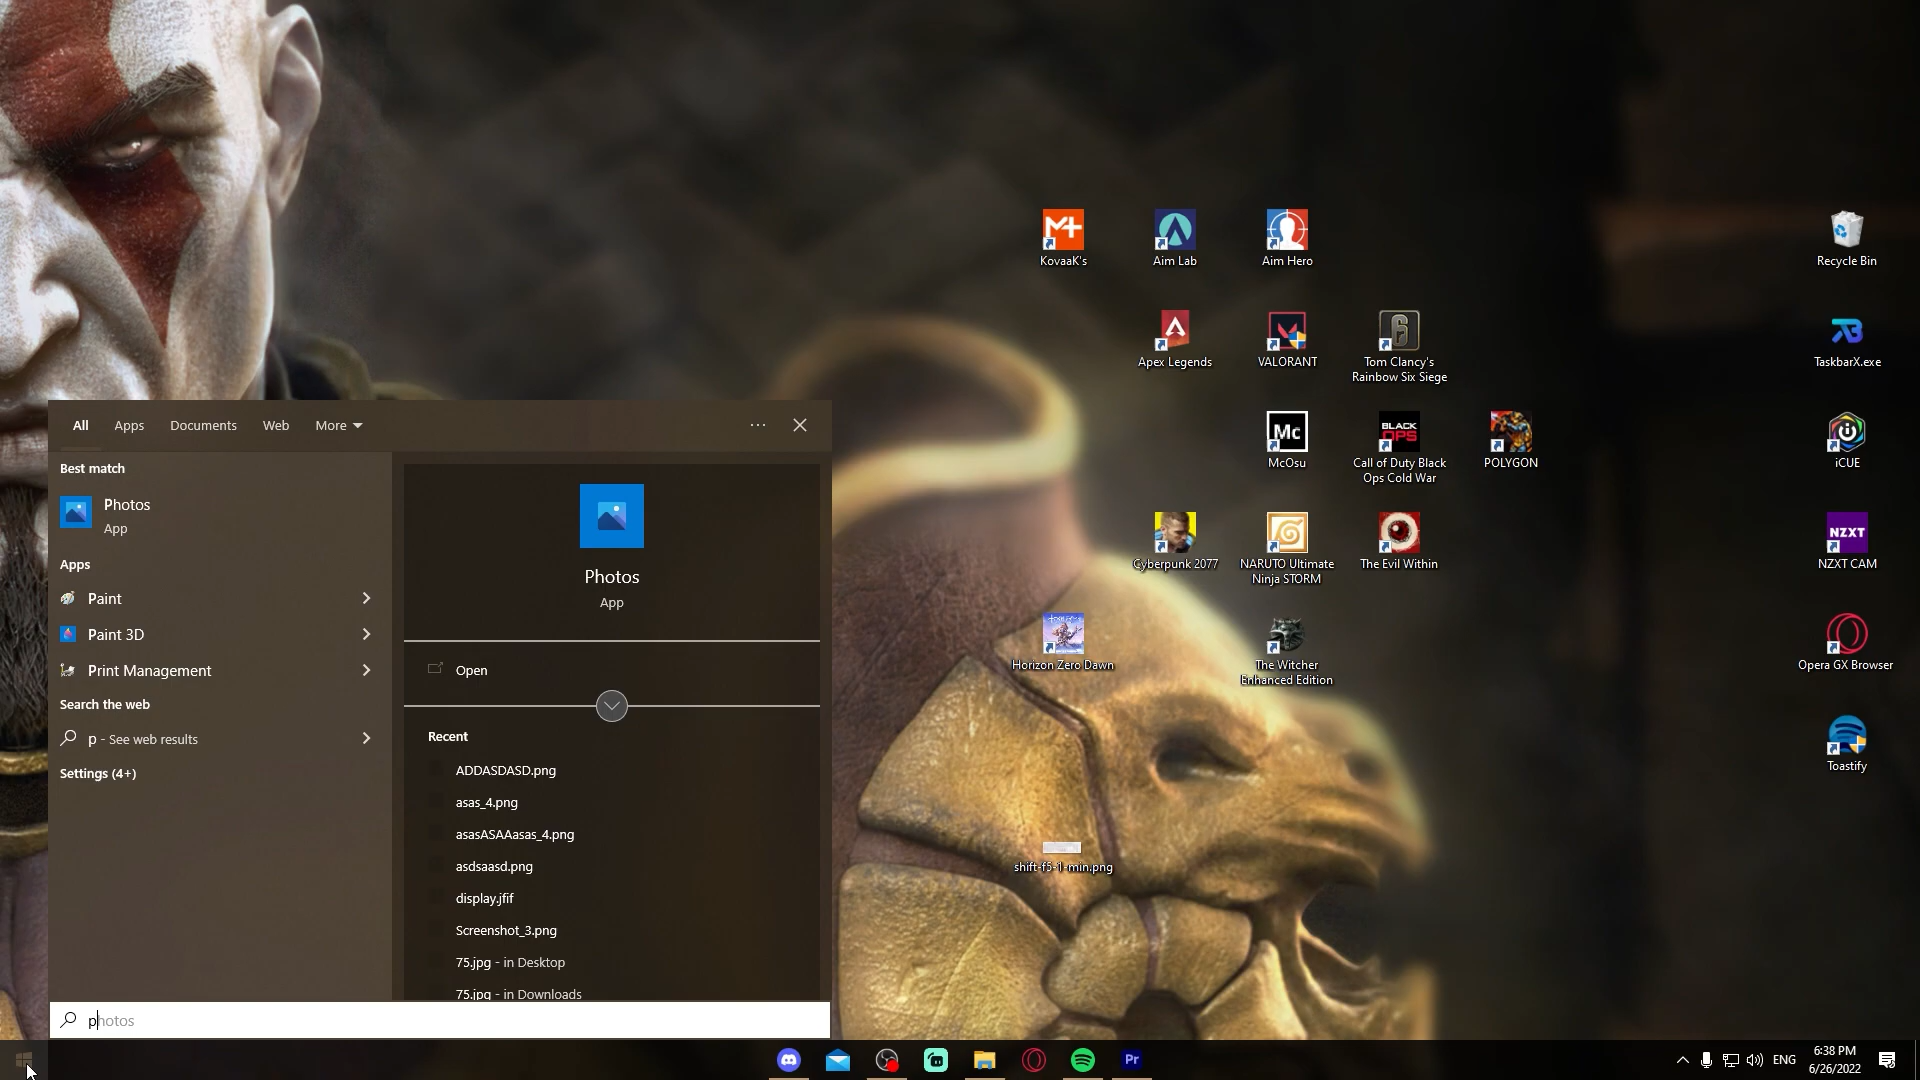 KovaaK's
Aim Lab
Aim Hero
Recycle Bin
Apex Legends
VALORANT
Tom Clancy's
Rainbow Six Siege
TaskbarX.exe
Mc
McOsu
BLACK
OPS
Call of Duty Black
Ops Cold War
POLYGON
iCUE
Cyberpunk 2077
NARUTO Ultimate
Ninja STORM
The Evil Within
NZXT
NZXT CAM
Horizon Zero Dawn
The Witcher
Enhanced Edition
Opera GX Browser
Toastify
shift-f5-1-min.png
All
Apps
Documents
Web
More
Best match
Photos
App
Apps
Paint
Paint 3D
Print Management
Search the web
p - See web results
Settings (4+)
Photos
App
Open
Recent
ADDASDASD.png
asas_4.png
asasASAAasas_4.png
asdsaasd.png
display.jfif
Screenshot_3.png
75.jpg - in Desktop
75.jpg - in Downloads
photos
Pr
ENG
6:38 PM
6/26/2022